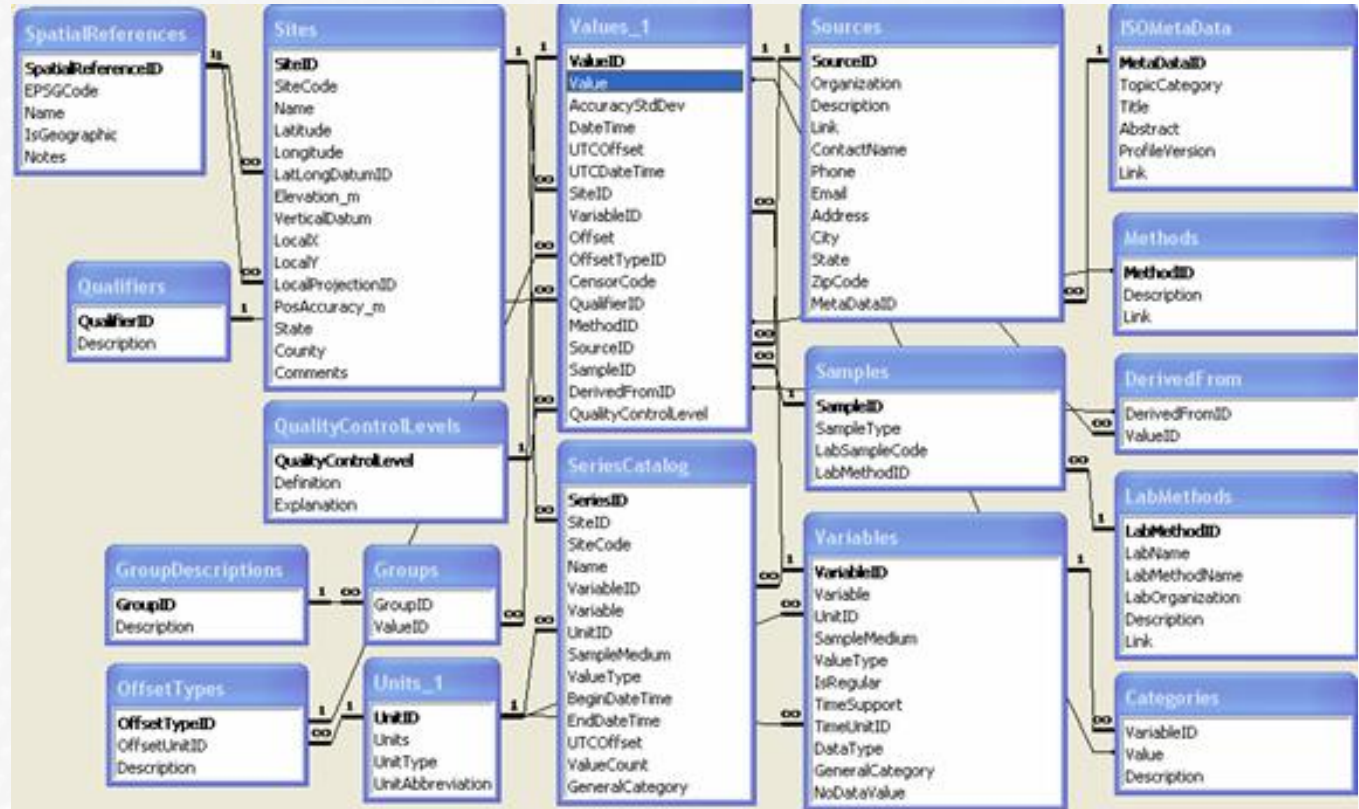 SpatialReferences
SpatialReferenceID
EPSGCode
Name
IsGeographic
Notes
Sites
SiteID
SiteCode
Name
Latitude
Longitude
LatLongDatumID
Elevation_m
VerticalDatum
LocalX
LocalY
LocalProjectionID
PosAccuracy_m
State
County
Comments
Values_1
ValueID
Value
AccuracyStdDev
DateTime
UTCOffset
UTCDateTime
SiteID
VariableID
Offset
OffsetTypeID
CensorCode
QualifierID
MethodID
SourceID
SampleID
DerivedFromID
QualityControlLevel
Sources
SourceID
Organization
Description
Link
ContactName
Phone
Email
Address
City
State
ZipCode
MetaDataID
ISOMetaData
MetaDataID
TopicCategory
Title
Abstract
ProfileVersion
Link
Qualifiers
QualifierID
Description
Methods
MethodID
Description
Link
QualityControlLevels
QualityControlLevel
Definition
Explanation
Samples
SampleID
SampleType
LabSampleCode
LabMethodID
DerivedFrom
DerivedFromID
ValueID
SeriesCatalog
SeriesID
SiteID
SiteCode
Name
VariableID
Variable
UnitID
SampleMedium
ValueType
BeginDateTime
EndDateTime
UTCOffset
ValueCount
GeneralCategory
LabMethods
LabMethodID
LabName
LabMethodName
LabOrganization
Description
Link
GroupDescriptions
GroupID
Description
Groups
GroupID
ValueID
Variables
VariableID
Variable
UnitID
SampleMedium
ValueType
IsRegular
TimeSupport
TimeUnitID
DataType
GeneralCategory
NoDataValue
OffsetTypes
OffsetTypeID
OffsetUnitID
Description
Units_1
UnitID
Units
UnitType
UnitAbbreviation
Categories
VariableID
Value
Description